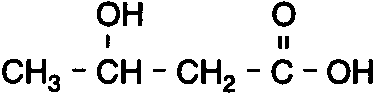 OH O
CH₃ - CH - CH₂ - C - OH